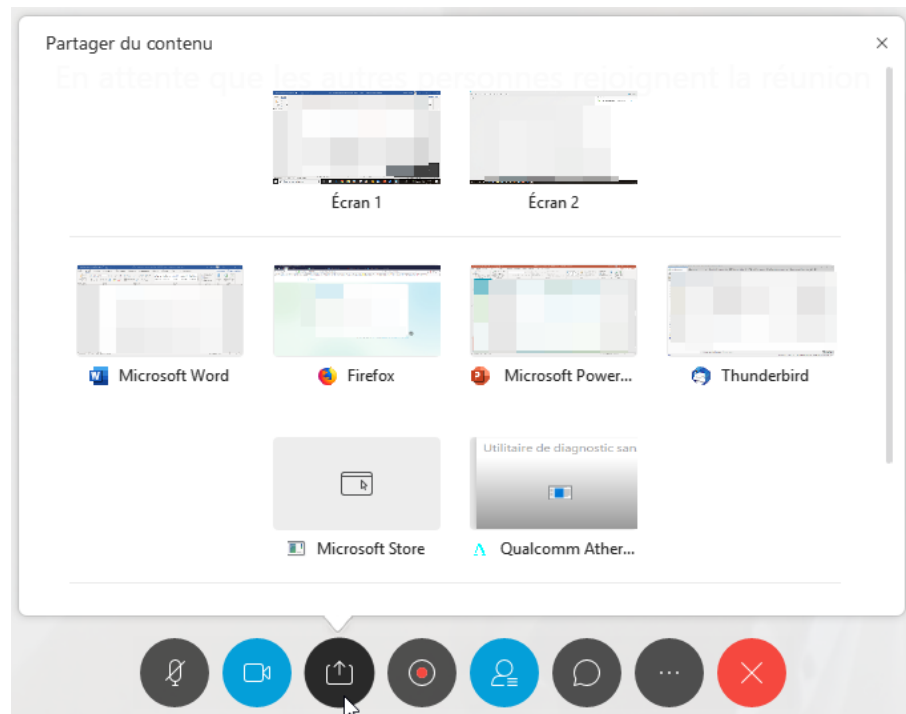 Partager du contenu
En attente que les autres personnes rejoignent la réunion
Écran 1
Écran 2
Microsoft Word
Firefox
Microsoft Power...
Thunderbird
Utilitaire de diagnostic san
Microsoft Store
Qualcomm Ather...